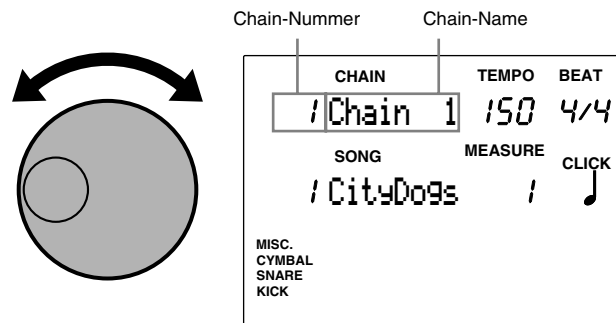 Chain-Nummer Chain-Name
CHAIN TEMPO BEAT
1 Chain 1 150 4/4
SONG MEASURE CLICK
1 CityDogs 1
MISC.
CYMBAL
SNARE
KICK